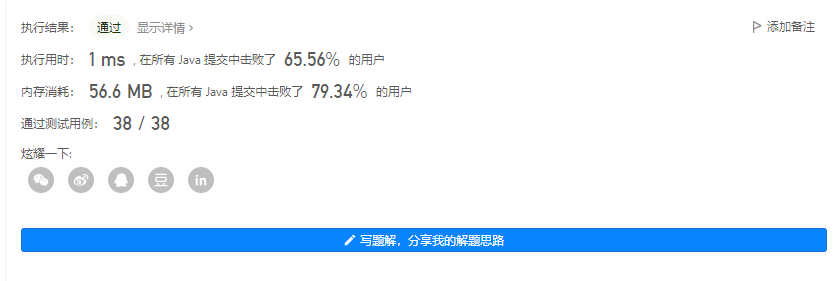 执行结果： 通过 显示详情 › 添加备注
执行用时： 1 ms , 在所有 Java 提交中击败了 65.56% 的用户
内存消耗： 56.6 MB , 在所有 Java 提交中击败了 79.34% 的用户
通过测试用例： 38 / 38
炫耀一下:
豆 in
写题解，分享我的解题思路